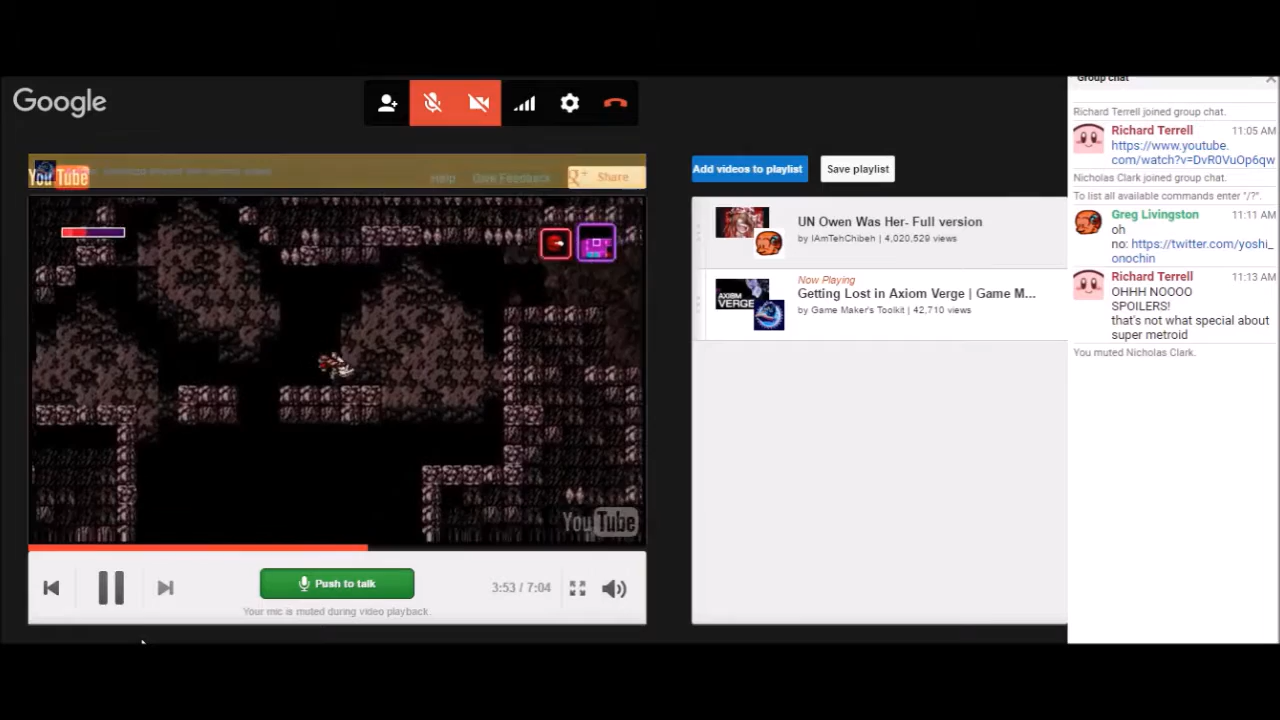 Google
Group chat
Richard Terrell joined group chat.
Richard Terrell 11:05 AM
https://www.youtube.
com/watch?v=DvR0VuOp6qw
Nicholas Clark joined group chat.
To list all available commands enter "/?".
Greg Livingston 11:11 AM
oh
no: https://twitter.com/yoshi_
onochin
Richard Terrell 11:13 AM
OHHH NOOOO
SPOILERS!
that's not what special about
super metroid
You muted Nicholas Clark.
YouTube
Help Give Feedback Share
Add videos to playlist Save playlist
UN Owen Was Her- Full version
by IAmTehChibeh | 4,020,529 views
Now Playing
Getting Lost in Axiom Verge | Game M...
by Game Maker's Toolkit | 42,710 views
AXIOM
VERGE
YouTube
Push to talk
3:53 / 7:04
Your mic is muted during video playback.